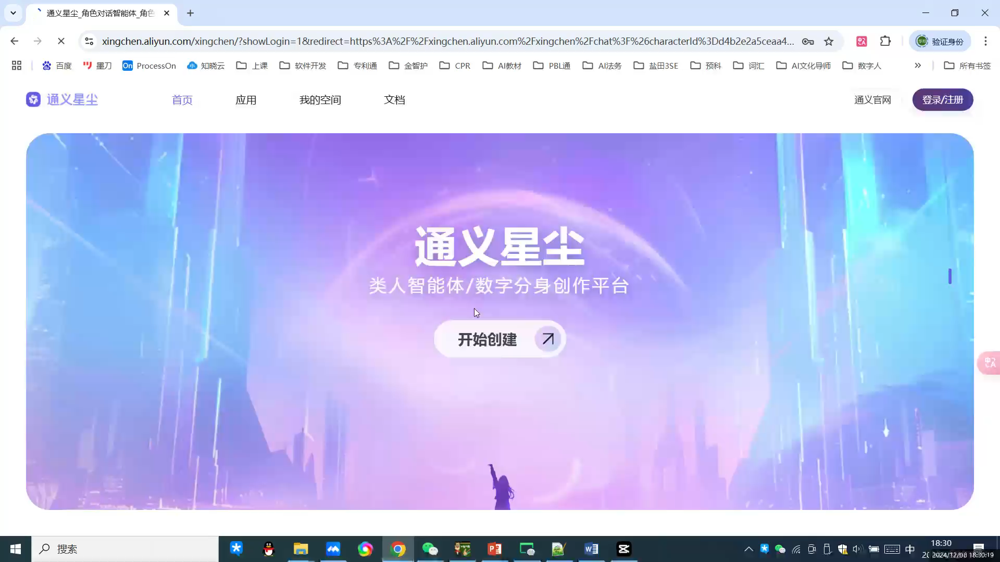 通义星尘_角色对话智能体_角色
xingchen.aliyun.com/xingchen/?showLogin=1&redirect=https%3A%2F%2Fxingchen.aliyun.com%2Fxingchen%2Fchat%3F%26characterId%3Dd4b2e2a5ceaa4...
验证身份
百度 墨刀 On ProcessOn 知晓云 上课 软件开发 专利通 金智护 CPR AI教材 PBL通 AI法务 盐田3SE 预科 词汇 AI文化导师 数字人 » 所有书签
通义星尘 首页 应用 我的空间 文档 通义官网 登录/注册
通义星尘
类人智能体/数字分身创作平台
开始创建
搜索
中
18:30
2024/12/06 18:30:19